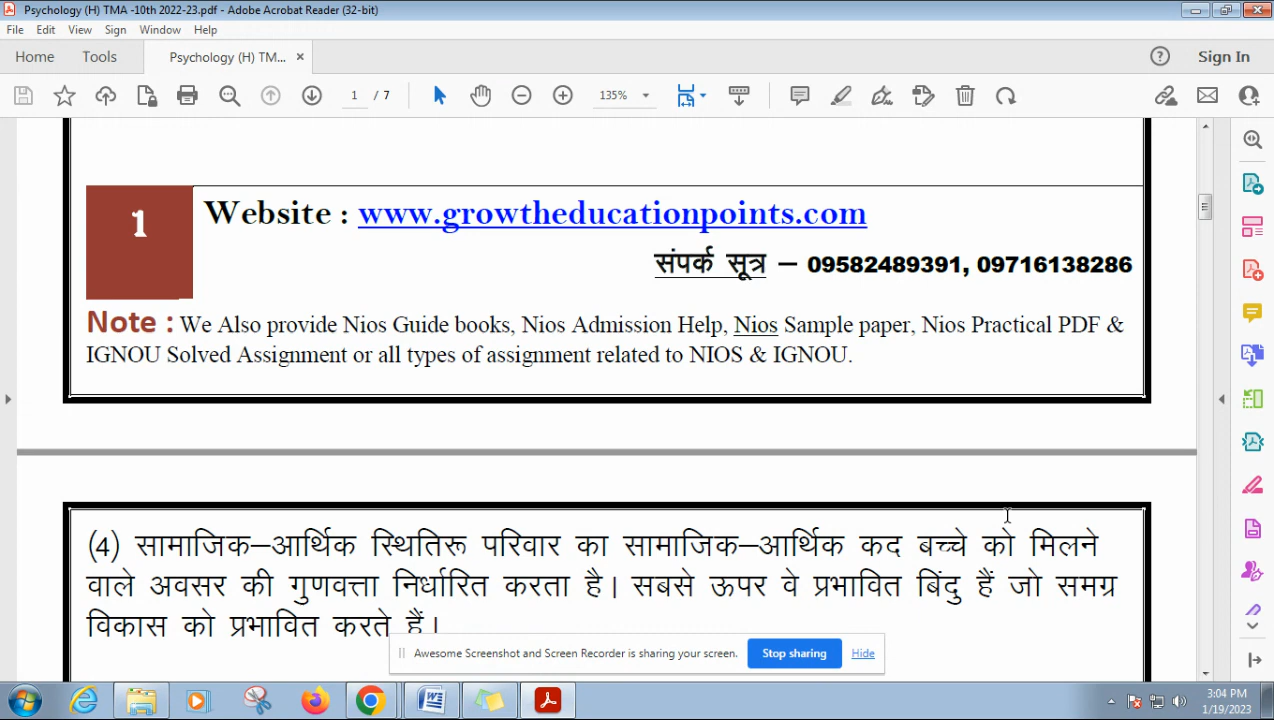 Psychology (H) TMA -10th 2022-23.pdf - Adobe Acrobat Reader (32-bit)
File Edit View Sign Window Help
Home Tools Psychology (H) TM... × Sign In
1 / 7 135%
1
Website : www.growtheducationpoints.com
संपर्क सूत्र – 09582489391, 09716138286
Note : We Also provide Nios Guide books, Nios Admission Help, Nios Sample paper, Nios Practical PDF &
IGNOU Solved Assignment or all types of assignment related to NIOS & IGNOU.
(4) सामाजिक–आर्थिक स्थितिरू परिवार का सामाजिक–आर्थिक कद बच्चे को मिलने
वाले अवसर की गुणवत्ता निर्धारित करता है। सबसे ऊपर वे प्रभावित बिंदु हैं जो समग्र
विकास को प्रभावित करते हैं।
Awesome Screenshot and Screen Recorder is sharing your screen. Stop sharing Hide
3:04 PM
1/19/2023